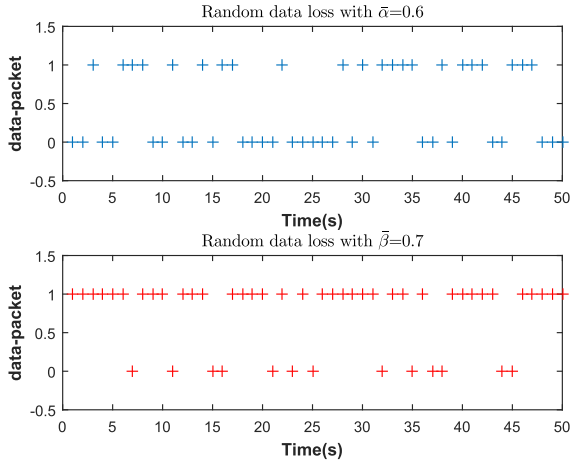 Random data loss with ᾱ=0.6
1.5
1
0.5
0
-0.5
data-packet
0 5 10 15 20 25 30 35 40 45 50
Time(s)
Random data loss with β̄=0.7
1.5
1
0.5
0
-0.5
data-packet
0 5 10 15 20 25 30 35 40 45 50
Time(s)